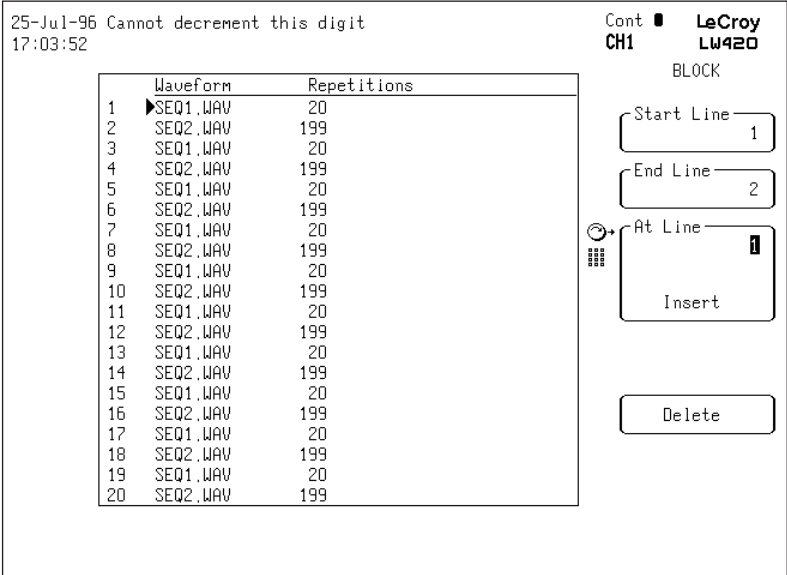 25-Jul-96 Cannot decrement this digit
17:03:52
Cont
CH1
LeCroy
LW420
BLOCK
Waveform Repetitions
1 SEQ1.WAV 20
2 SEQ2.WAV 199
3 SEQ1.WAV 20
4 SEQ2.WAV 199
5 SEQ1.WAV 20
6 SEQ2.WAV 199
7 SEQ1.WAV 20
8 SEQ2.WAV 199
9 SEQ1.WAV 20
10 SEQ2.WAV 199
11 SEQ1.WAV 20
12 SEQ2.WAV 199
13 SEQ1.WAV 20
14 SEQ2.WAV 199
15 SEQ1.WAV 20
16 SEQ2.WAV 199
17 SEQ1.WAV 20
18 SEQ2.WAV 199
19 SEQ1.WAV 20
20 SEQ2.WAV 199
Start Line
1
End Line
2
At Line
1
Insert
Delete